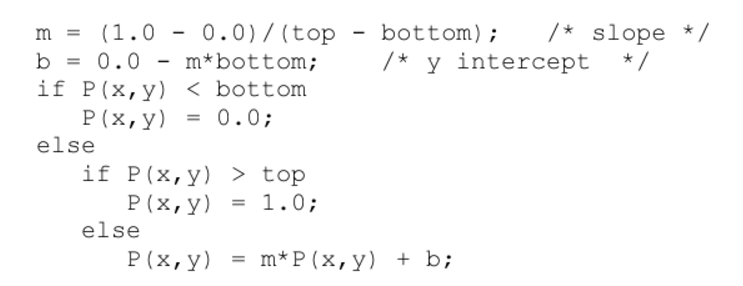 m = (1.0 - 0.0)/(top - bottom);   /* slope */
b = 0.0 - m*bottom;    /* y intercept  */
if P(x,y) < bottom
   P(x,y) = 0.0;
else
   if P(x,y) > top
      P(x,y) = 1.0;
   else
      P(x,y) = m*P(x,y) + b;